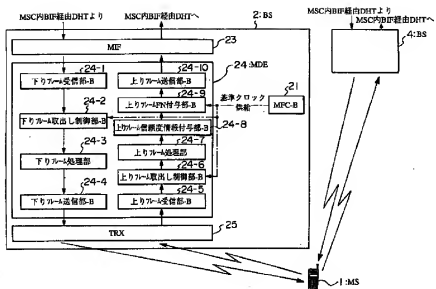 MSC内BIF経由DHTより
MSC内BIF経由DHTへ
2:BS
MSC内BIF経由DHTより
MSC内BIF経由DHTへ
4:BS
MIF
23
24:MDE
24-1
下りフレーム受信部-B
24-10
上りフレーム送信部-B
24-2
下りフレーム取出し制御部-B
24-9
上りフレームFN付与部-B
基準クロック
供給
21
MFC-B
24-8
上りフレーム信頼度情報付与部-B
24-3
下りフレーム処理部
24-7
上りフレーム処理部
24-6
上りフレーム取出し制御部-B
24-4
下りフレーム送信部-B
24-5
上りフレーム受信部-B
TRX
25
1:MS